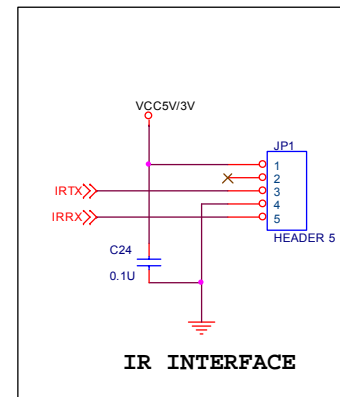 VCC5V/3V
JP1
1
2
IRTX
3
4
IRRX
5
HEADER 5
C24
0.1U
IR INTERFACE